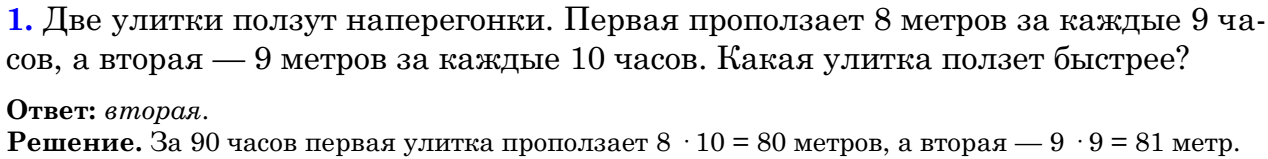 1. Две улитки ползут наперегонки. Первая проползает 8 метров за каждые 9 ча-
сов, а вторая — 9 метров за каждые 10 часов. Какая улитка ползет быстрее?
Ответ: вторая.
Решение. За 90 часов первая улитка проползает 8 · 10 = 80 метров, а вторая — 9 · 9 = 81 метр.